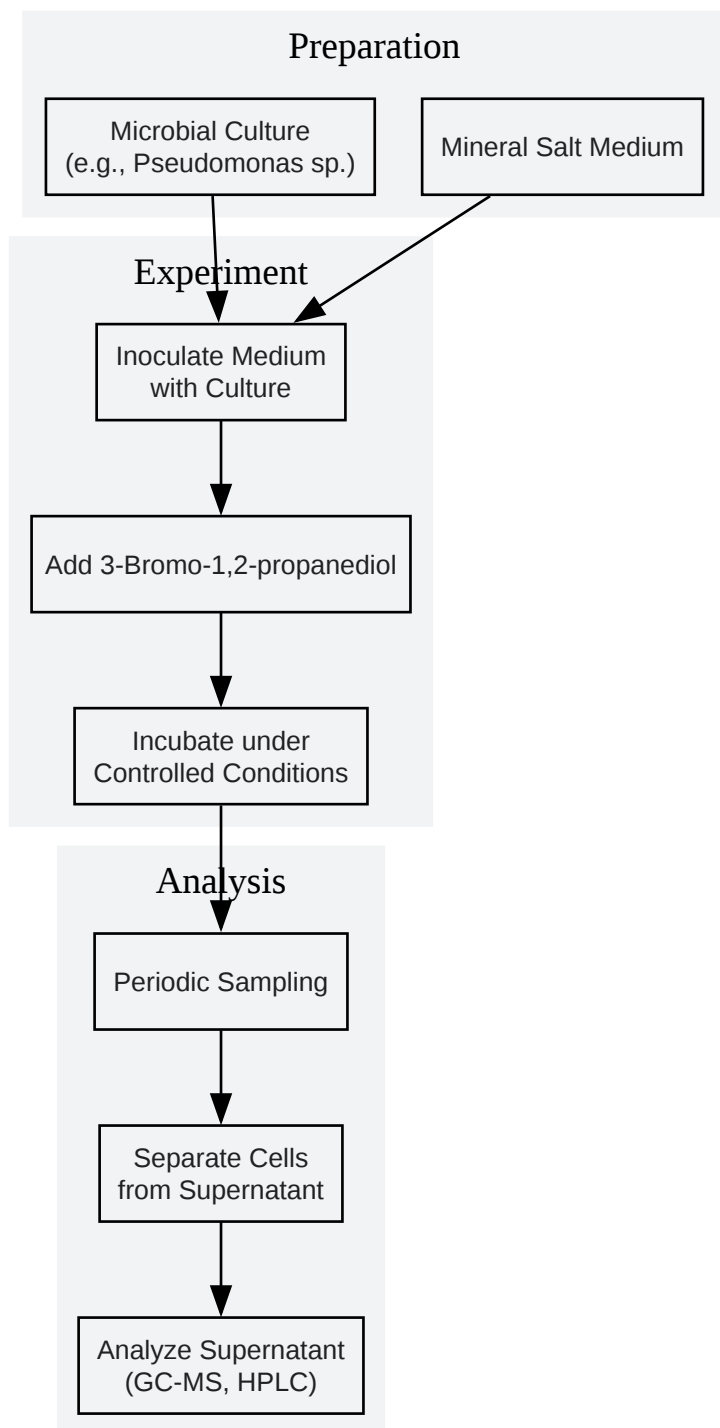 Preparation
Microbial Culture
(e.g., Pseudomonas sp.)
Mineral Salt Medium
Experiment
Inoculate Medium
with Culture
Add 3-Bromo-1,2-propanediol
Incubate under
Controlled Conditions
Analysis
Periodic Sampling
Separate Cells
from Supernatant
Analyze Supernatant
(GC-MS, HPLC)